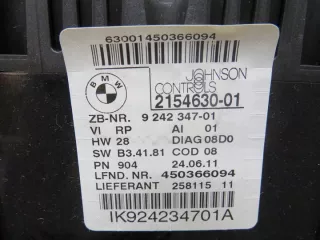 63001450366094
BMW
JOHNSON
CONTROLS
2154630-01
ZB-NR. 9 242 347-01
VI RP AI 01
HW 28 DIAG 08D0
SW B3.41.81 COD 08
PN 904 24.06.11
LFND. NR. 450366094
LIEFERANT 258115 11
IK924234701A